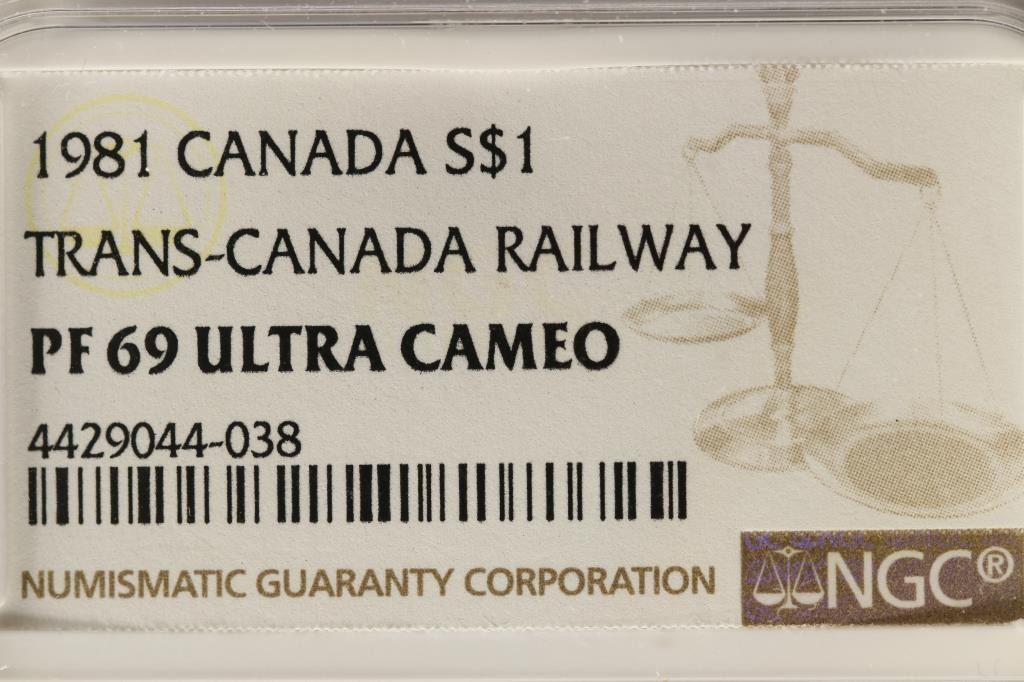 1981 CANADA S$1
TRANS-CANADA RAILWAY
PF 69 ULTRA CAMEO
4429044-038
NUMISMATIC GUARANTY CORPORATION
NGC®